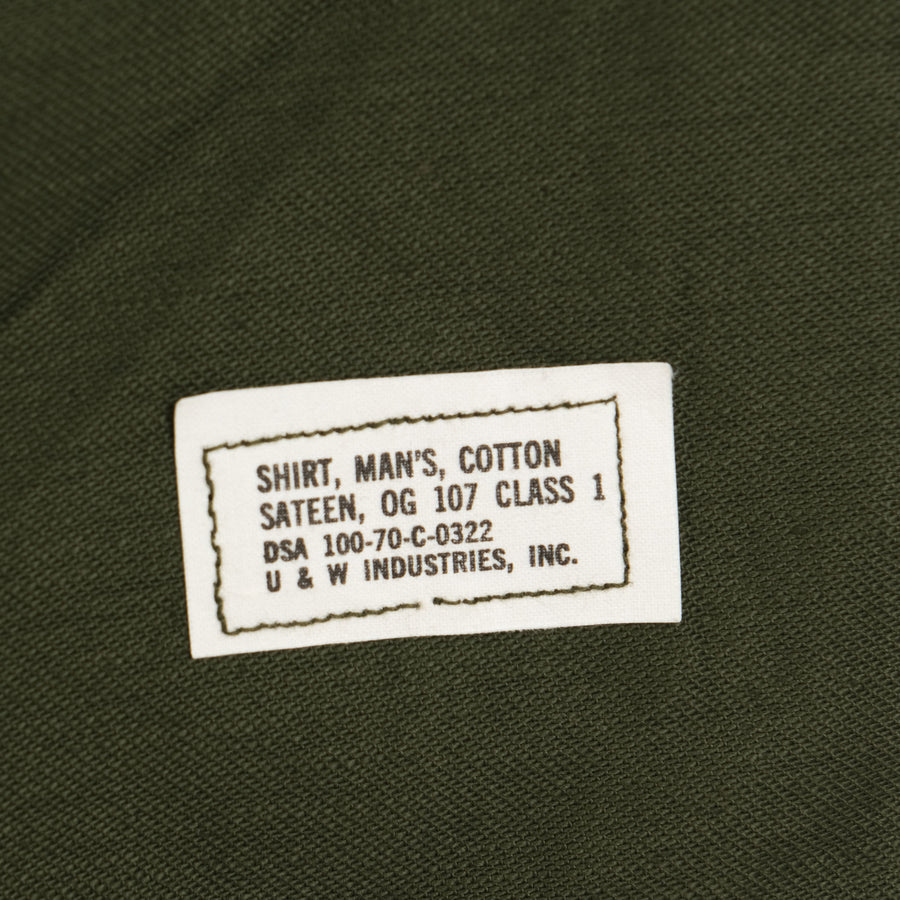 SHIRT, MAN'S, COTTON
SATEEN, OG 107 CLASS 1
DSA 100-70-C-0322
U & W INDUSTRIES, INC.